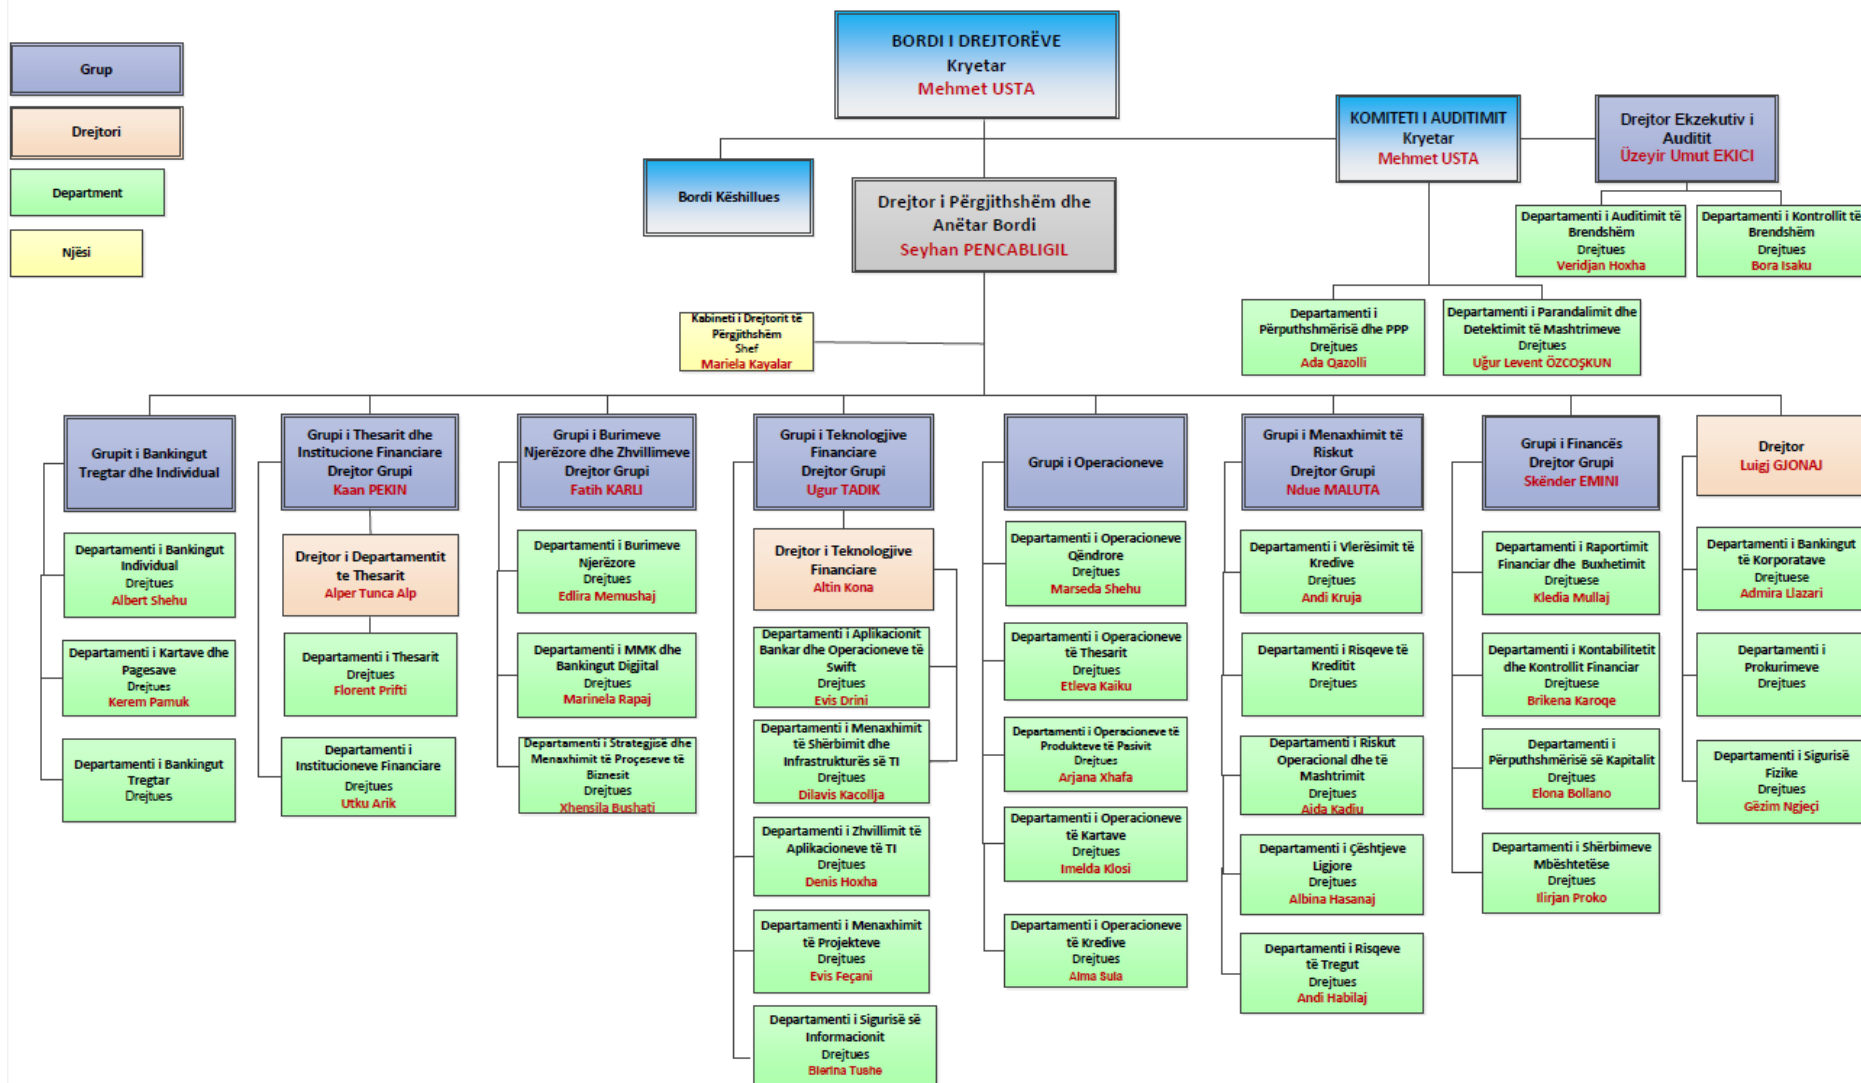 Grup
Drejtori
Department
Njësi
BORDI I DREJTORËVE
Kryetar
Mehmet USTA
KOMITETI I AUDITIMIT
Kryetar
Mehmet USTA
Drejtor Ekzekutiv i
Auditit
Üzeyir Umut EKICI
Bordi Këshillues
Drejtor i Përgjithshëm dhe
Anëtar Bordi
Seyhan PENCABLIGIL
Departamenti i Auditimit të
Brendshëm
Drejtues
Veridjan Hoxha
Departamenti i Kontrollit të
Brendshëm
Drejtues
Bora Isaku
Kabineti i Drejtorit të
Përgjithshëm
Shef
Mariela Kayalar
Departamenti i
Përputhshmërisë dhe PPP
Drejtues
Ada Qazolli
Departamenti i Parandalimit dhe
Detektimit të Mashtrimeve
Drejtues
Uğur Levent ÖZCOŞKUN
Grupit i Bankingut
Tregtar dhe Individual
Departamenti i Bankingut
Individual
Drejtues
Albert Shehu
Departamenti i Kartave dhe
Pagesave
Drejtues
Kerem Pamuk
Departamenti i Bankingut
Tregtar
Drejtues
Grupi i Thesarit dhe
Institucione Financiare
Drejtor Grupi
Kaan PEKIN
Drejtor i Departamentit
te Thesarit
Alper Tunca Alp
Departamenti i Thesarit
Drejtues
Florent Prifti
Departamenti i
Institucioneve Financiare
Drejtues
Utku Arik
Grupi i Burimeve
Njerëzore dhe Zhvillimeve
Drejtor Grupi
Fatih KARLI
Departamenti i Burimeve
Njerëzore
Drejtues
Edlira Memushaj
Departamenti i MMK dhe
Bankingut Digjital
Drejtues
Marinela Rapaj
Departamenti i Strategjisë dhe
Menaxhimit të Proçeseve të
Biznesit
Drejtues
Xhensila Bushati
Grupi i Teknologjive
Financiare
Drejtor Grupi
Ugur TADIK
Drejtor i Teknologjive
Financiare
Altin Kona
Departamenti i Aplikacionit
Bankar dhe Operacioneve të
Swift
Drejtues
Evis Drini
Departamenti i Menaxhimit
të Shërbimit dhe
Infrastrukturës së TI
Drejtues
Dilavis Kacollja
Departamenti i Zhvillimit të
Aplikacioneve të TI
Drejtues
Denis Hoxha
Departamenti i Menaxhimit
të Projekteve
Drejtues
Evis Feçani
Departamenti i Sigurisë së
Informacionit
Drejtues
Blerina Tushe
Grupi i Operacioneve
Departamenti i Operacioneve
Qëndrore
Drejtues
Marseda Shehu
Departamenti i Operacioneve
të Thesarit
Drejtues
Etleva Kaiku
Departamenti i Operacioneve të
Produkteve të Pasivit
Drejtues
Arjana Xhafa
Departamenti i Operacioneve
të Kartave
Drejtues
Imelda Klosi
Departamenti i Operacioneve
të Kredive
Drejtues
Alma Sula
Grupi i Menaxhimit të
Riskut
Drejtor Grupi
Ndue MALUTA
Departamenti i Vlerësimit të
Kredive
Drejtues
Andi Kruja
Departamenti i Risqeve të
Kreditit
Drejtues
Departamenti i Riskut
Operacional dhe të
Mashtrimit
Drejtues
Aida Kadiu
Departamenti i Çështjeve
Ligjore
Drejtues
Albina Hasanaj
Departamenti i Risqeve
të Tregut
Drejtues
Andi Habilaj
Grupi i Financës
Drejtor Grupi
Skënder EMINI
Departamenti i Raportimit
Financiar dhe Buxhetimit
Drejtuese
Kledia Mullaj
Departamenti i Kontabilitetit
dhe Kontrollit Financiar
Drejtuese
Brikena Karoqe
Departamenti i
Përputhshmërisë së Kapitalit
Drejtues
Elona Bollano
Departamenti i Shërbimeve
Mbështetëse
Drejtues
Ilirjan Proko
Drejtor
Luigj GJONAJ
Departamenti i Bankingut
të Korporatave
Drejtuese
Admira Llazari
Departamenti i
Prokurimeve
Drejtues
Departamenti i Sigurisë
Fizike
Drejtues
Gëzim Ngjeçi